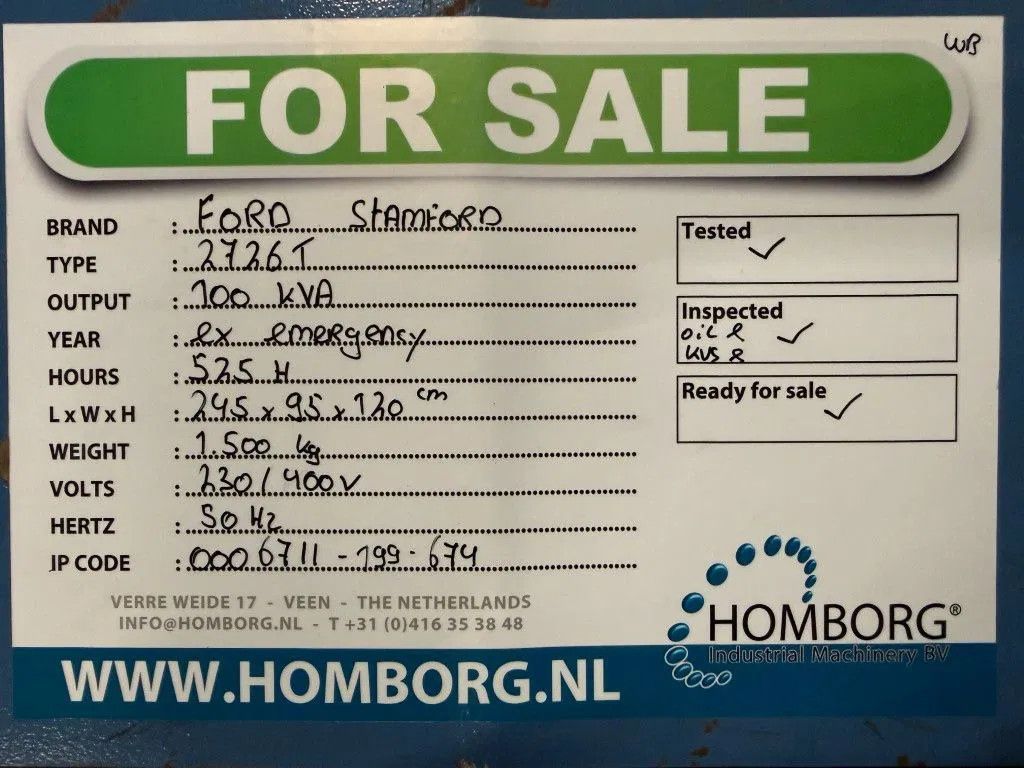 WB
FOR SALE
BRAND : FORD STAMFORD
TYPE : 2726T
OUTPUT : 100 KVA
YEAR : ex emergency
HOURS : 525 H
L x W x H : 245 x 95 x 120 cm
WEIGHT : 1.500 kg
VOLTS : 230/400V
HERTZ : 50 Hz
IP CODE : 0006711-199-674
Tested ✓
Inspected
oil &
✓
Ready for sale ✓
VERRE WEIDE 17 - VEEN - THE NETHERLANDS
INFO@HOMBORG.NL - T +31 (0)416 35 38 48
HOMBORG®
Industrial Machinery BV
WWW.HOMBORG.NL